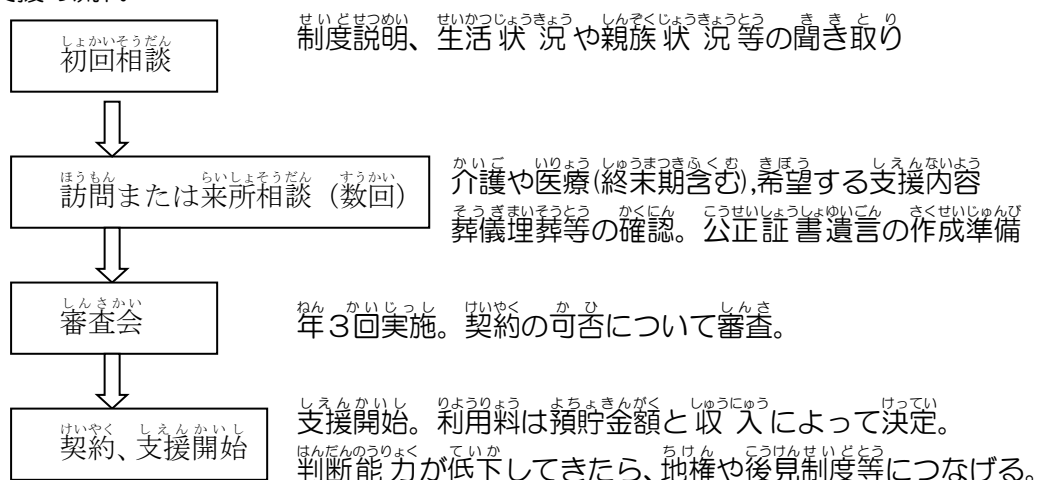 初回相談
制度説明、生活状況や親族状況等の聞き取り
訪問または来所相談（数回）
介護や医療(終末期含む),希望する支援内容
葬儀埋葬等の確認。公正証書遺言の作成準備
審査会
年３回実施。契約の可否について審査。
契約、支援開始
支援開始。利用料は預貯金額と収入によって決定。
判断能力が低下してきたら、地権や後見制度等につなげる。